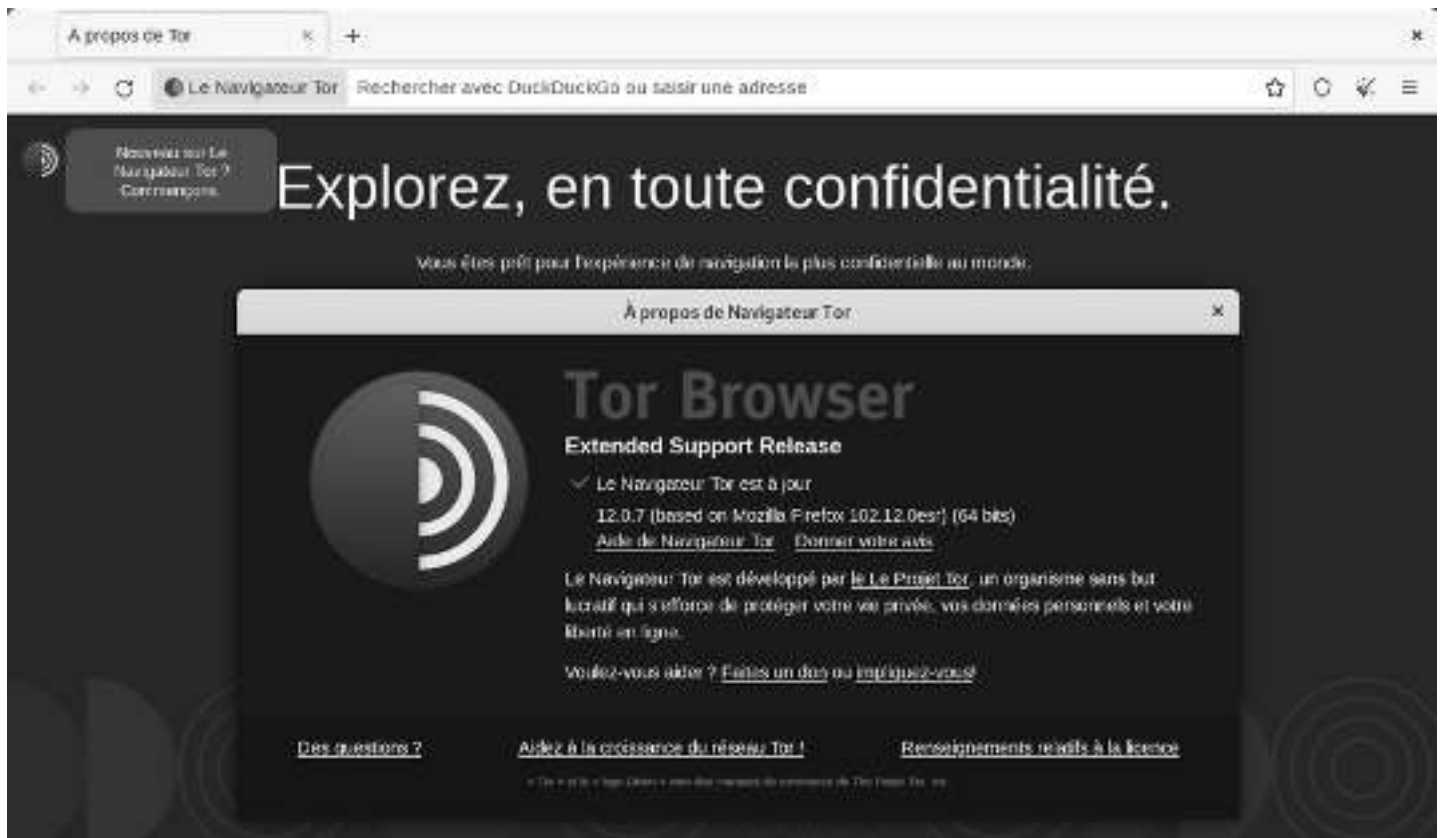 À propos de Tor
Le Navigateur Tor Rechercher avec DuckDuckGo ou saisir une adresse
Nouveau sur Le
Navigateur Tor ?
Commençons.
Explorez, en toute confidentialité.
Vous êtes prêt pour l'expérience de navigation la plus confidentielle au monde.
À propos de Navigateur Tor
Tor Browser
Extended Support Release
Le Navigateur Tor est à jour
12.0.7 (based on Mozilla Firefox 102.12.0esr) (64 bits)
Aide de Navigateur Tor Donner votre avis
Le Navigateur Tor est développé par le Le Projet Tor, un organisme sans but
lucratif qui s'efforce de protéger votre vie privée, vos données personnels et votre
liberté en ligne.
Voulez-vous aider ? Faites un don ou impliquez-vous!
Des questions ? Aidez à la croissance du réseau Tor ! Renseignements relatifs à la licence